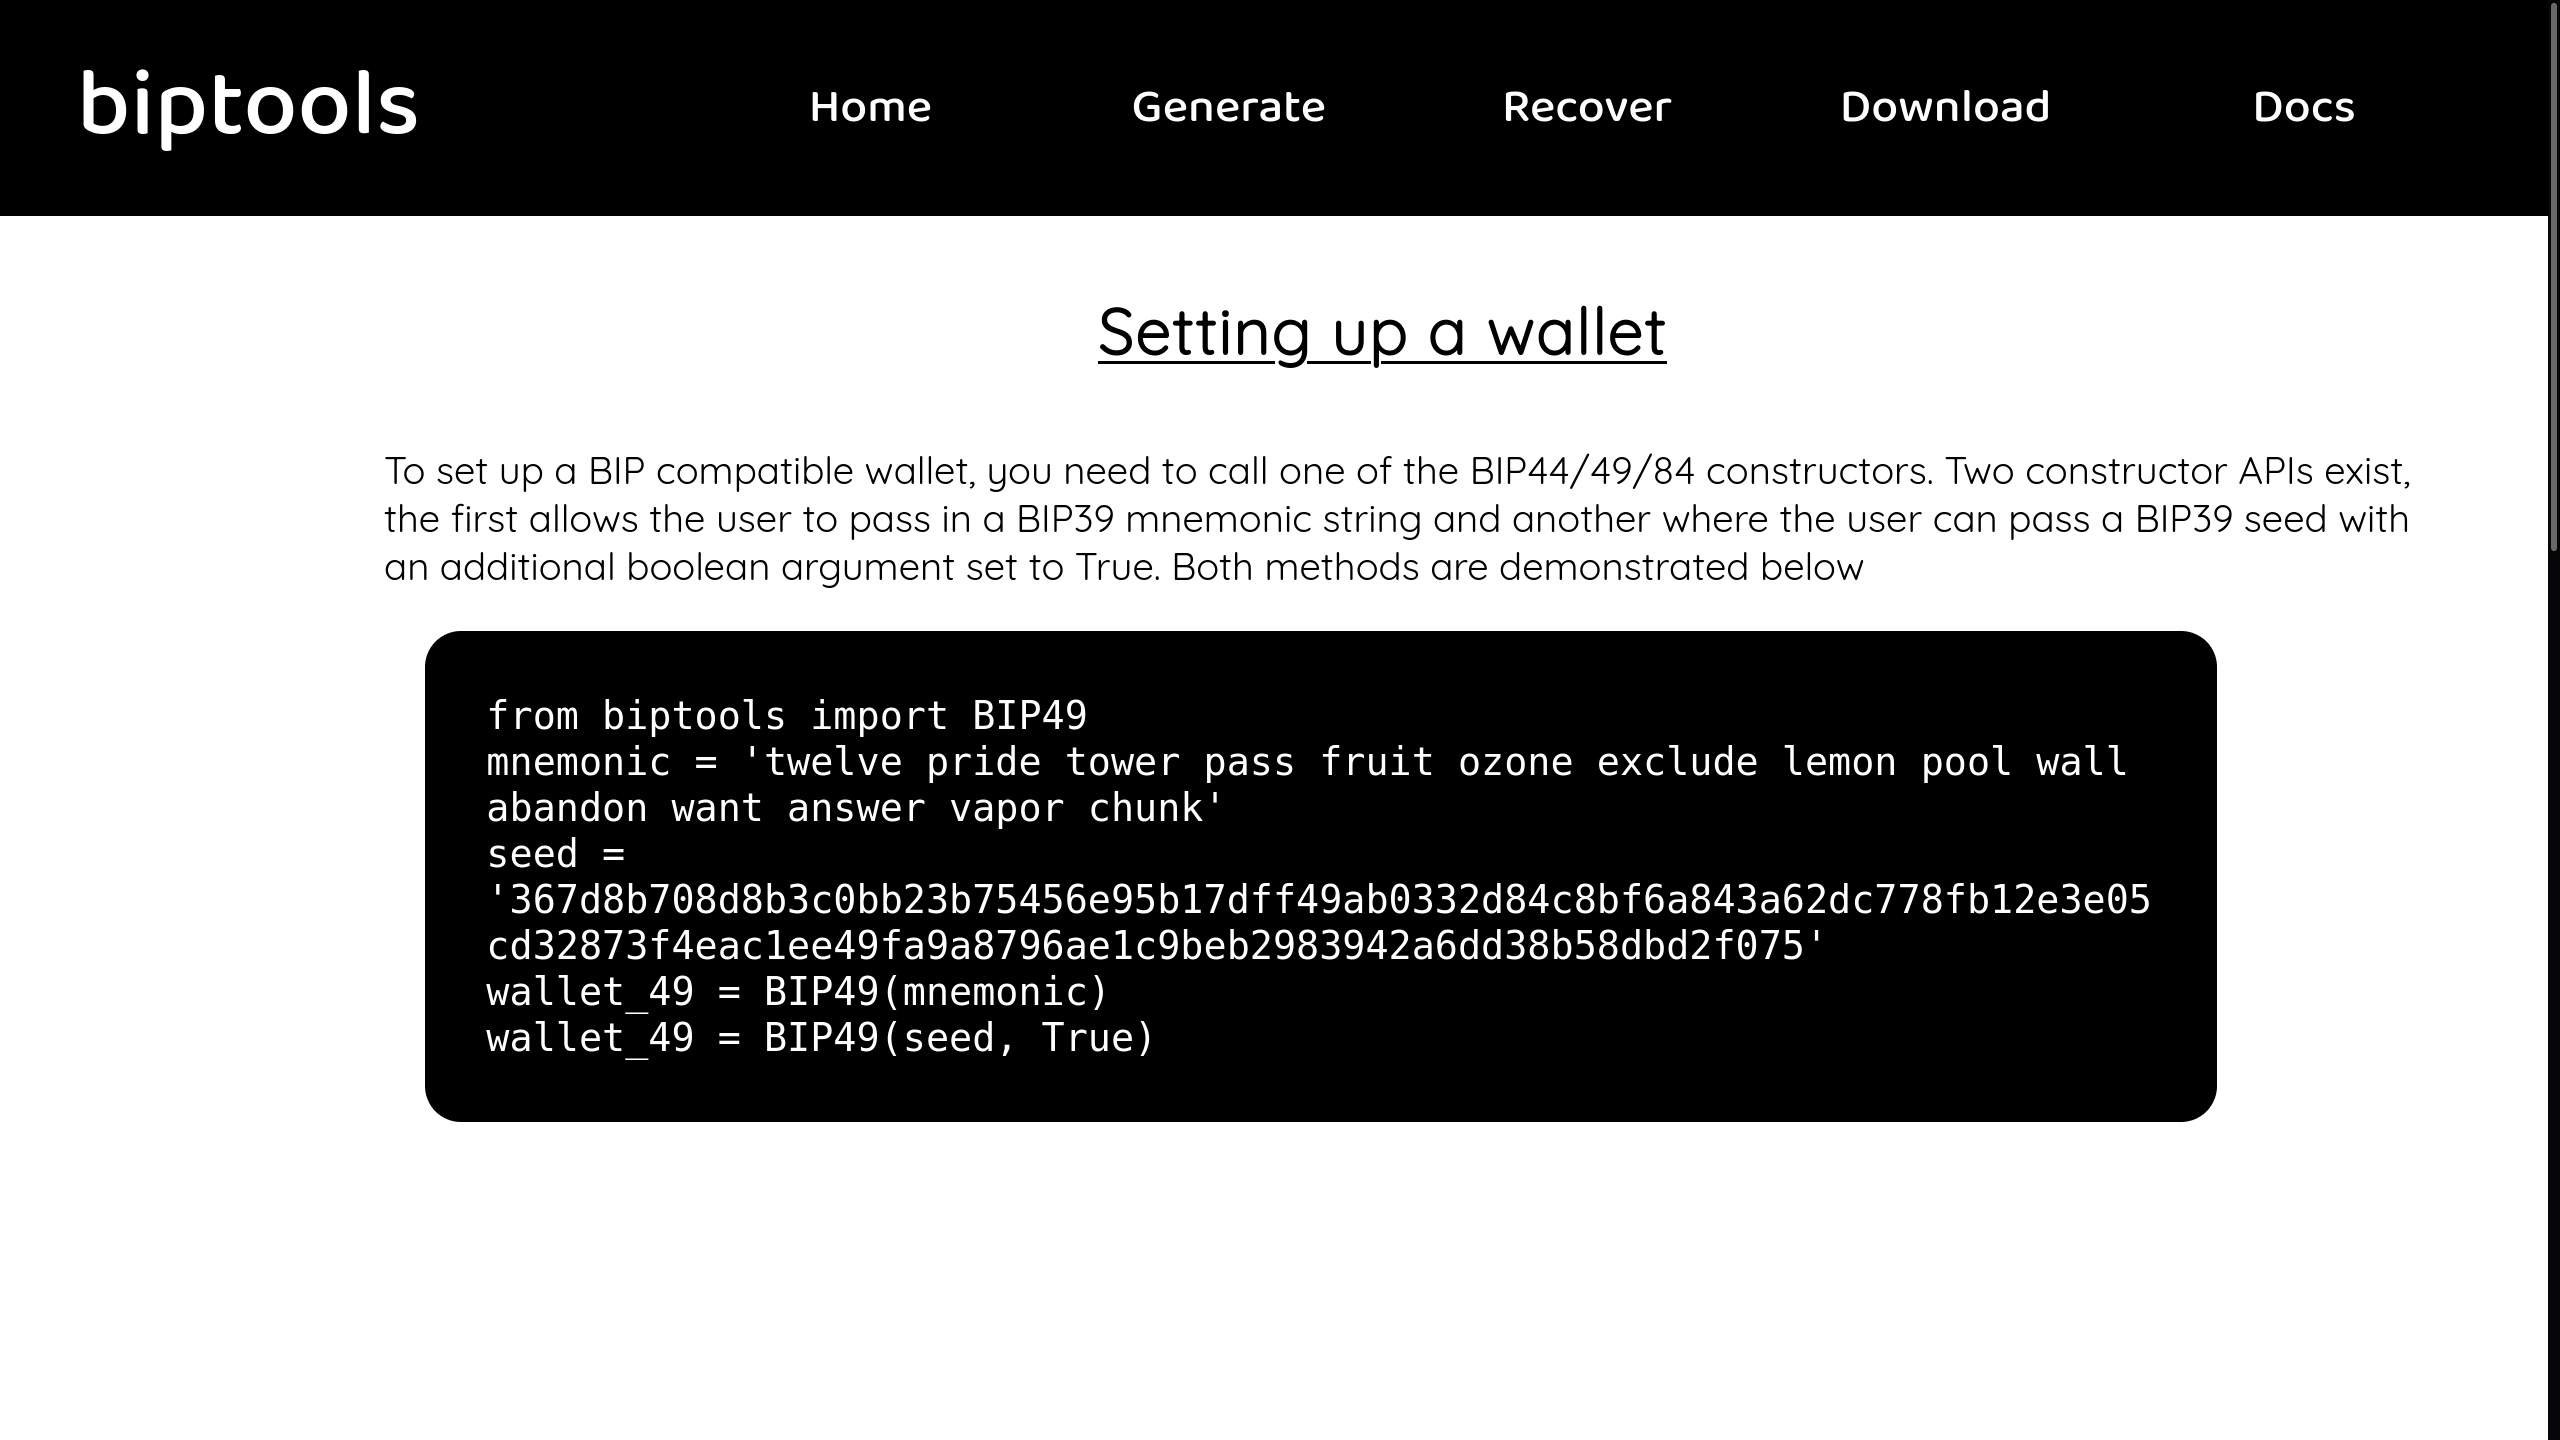 biptools
Home
Generate
Recover
Download
Docs
Setting up a wallet
To set up a BIP compatible wallet, you need to call one of the BIP44/49/84 constructors. Two constructor APIs exist,
the first allows the user to pass in a BIP39 mnemonic string and another where the user can pass a BIP39 seed with
an additional boolean argument set to True. Both methods are demonstrated below
from biptools import BIP49
mnemonic = 'twelve pride tower pass fruit ozone exclude lemon pool wall
abandon want answer vapor chunk'
seed =
'367d8b708d8b3c0bb23b75456e95b17dff49ab0332d84c8bf6a843a62dc778fb12e3e05
cd32873f4eac1ee49fa9a8796ae1c9beb2983942a6dd38b58dbd2f075'
wallet_49 = BIP49(mnemonic)
wallet_49 = BIP49(seed, True)